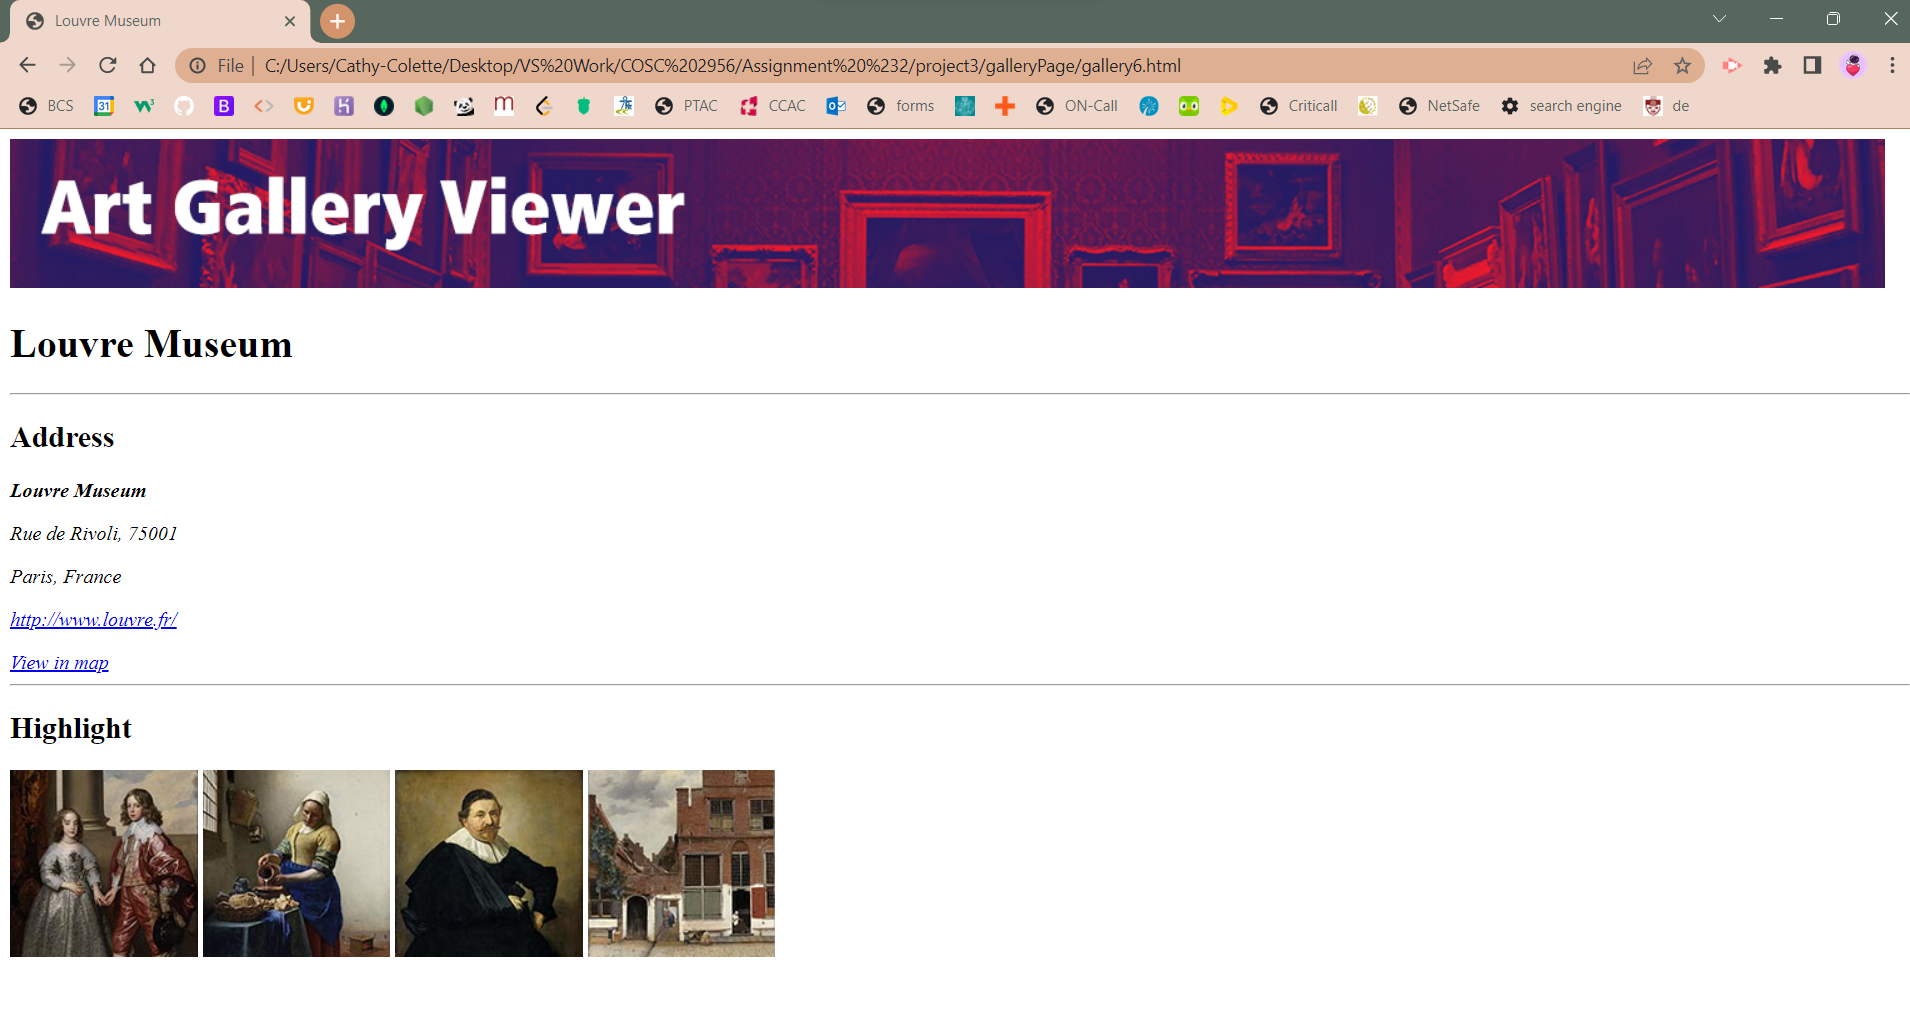 Louvre Museum
File | C:/Users/Cathy-Colette/Desktop/VS%20Work/COSC%202956/Assignment%20%232/project3/galleryPage/gallery6.html
BCS 31 PTAC CCAC forms ON-Call Criticall NetSafe search engine de
Art Gallery Viewer
Louvre Museum
Address
Louvre Museum
Rue de Rivoli, 75001
Paris, France
http://www.louvre.fr/
View in map
Highlight